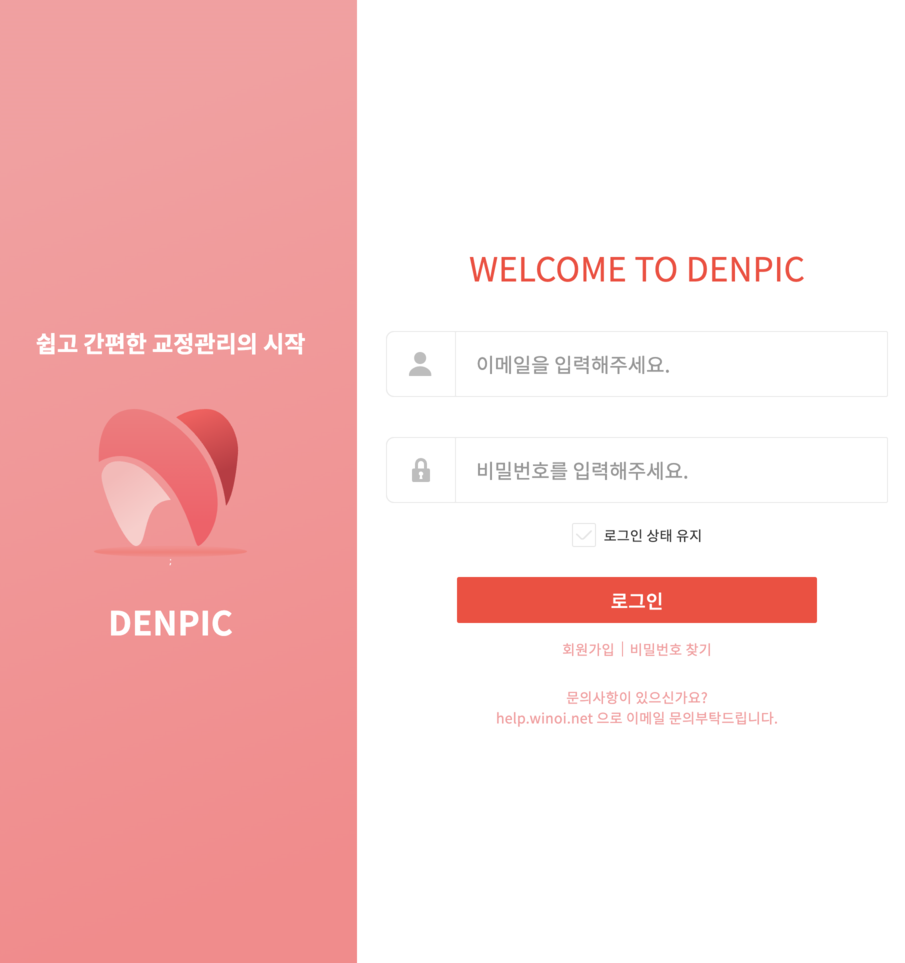 쉽고 간편한 교정관리의 시작
;
DENPIC
WELCOME TO DENPIC
이메일을 입력해주세요.
비밀번호를 입력해주세요.
로그인 상태 유지
로그인
회원가입 | 비밀번호 찾기
문의사항이 있으신가요?
help.winoi.net 으로 이메일 문의부탁드립니다.